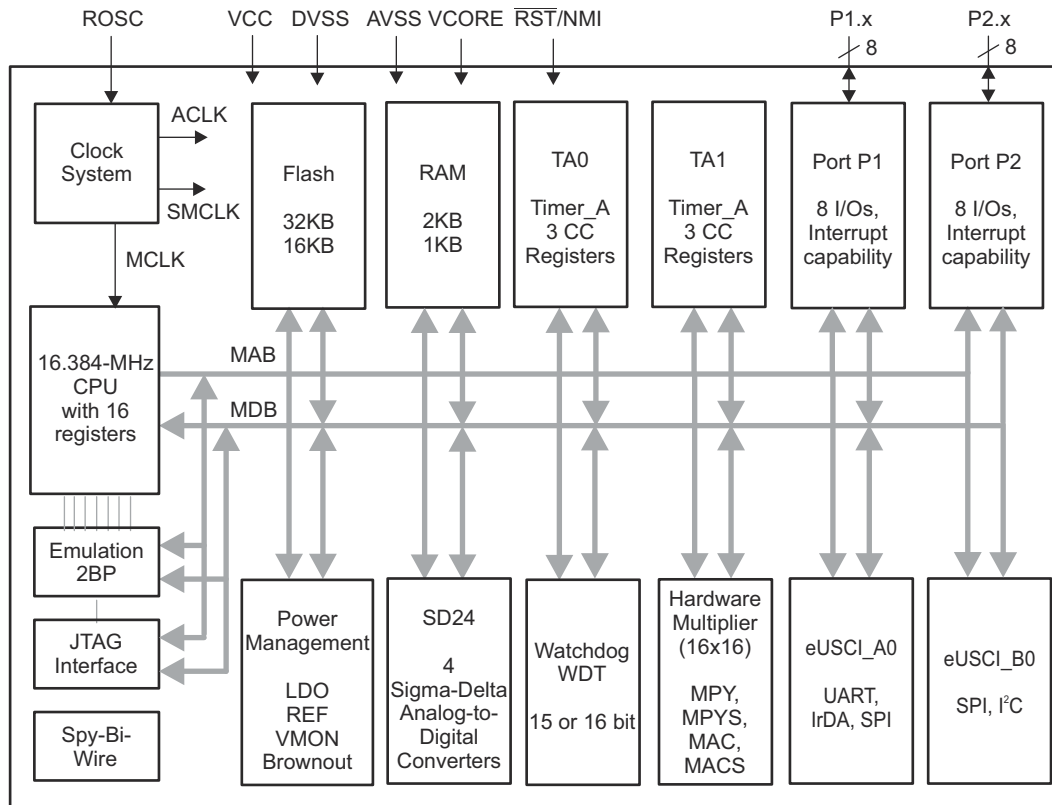 ROSC
VCC
DVSS
AVSS
VCORE
RST/NMI
P1.x
P2.x
8
8
Clock
System
ACLK
SMCLK
MCLK
Flash
32KB
16KB
RAM
2KB
1KB
TA0
Timer_A
3 CC
Registers
TA1
Timer_A
3 CC
Registers
Port P1
8 I/Os,
Interrupt
capability
Port P2
8 I/Os,
Interrupt
capability
16.384-MHz
CPU
with 16
registers
MAB
MDB
Emulation
2BP
JTAG
Interface
Spy-Bi-
Wire
Power
Management
LDO
REF
VMON
Brownout
SD24
4
Sigma-Delta
Analog-to-
Digital
Converters
Watchdog
WDT
15 or 16 bit
Hardware
Multiplier
(16x16)
MPY,
MPYS,
MAC,
MACS
eUSCI_A0
UART,
IrDA, SPI
eUSCI_B0
SPI, I²C